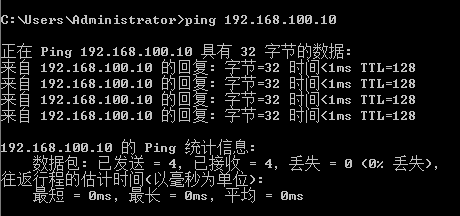 C:\Users\Administrator>ping 192.168.100.10
正在 Ping 192.168.100.10 具有 32 字节的数据:
来自 192.168.100.10 的回复: 字节=32 时间<1ms TTL=128
来自 192.168.100.10 的回复: 字节=32 时间<1ms TTL=128
来自 192.168.100.10 的回复: 字节=32 时间<1ms TTL=128
来自 192.168.100.10 的回复: 字节=32 时间<1ms TTL=128
192.168.100.10 的 Ping 统计信息:
数据包: 已发送 = 4, 已接收 = 4, 丢失 = 0 (0% 丢失),
往返行程的估计时间(以毫秒为单位):
最短 = 0ms, 最长 = 0ms, 平均 = 0ms